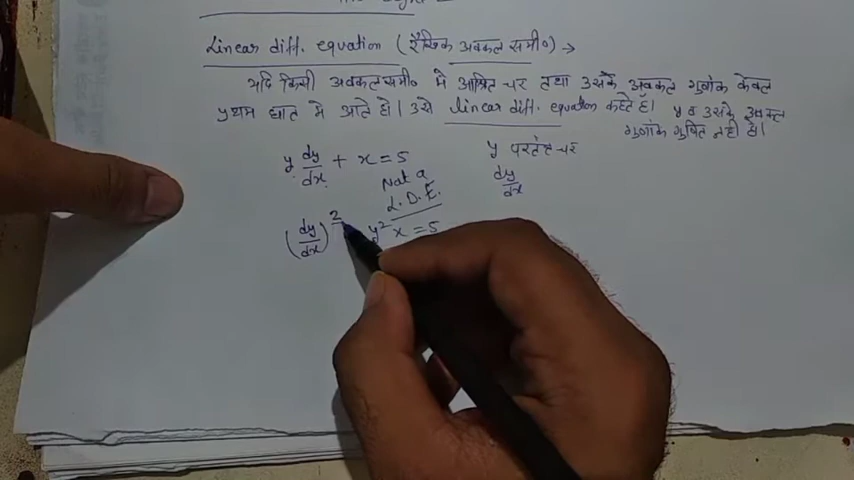 Linear diff. equation (रैखिक अवकल समी०) →
यदि किसी अवकल समी० मे आश्रित चर तथा उसके अवकल गुणांक केवल
प्रथम घात मे आते हो। उसे linear diff. equation कहते हैं। y व उसके अवकल
गुणांक गुणित नही हो।
y dy/dx + x = 5
y परतंत्र चर
Not a
L. D. E.
dy/dx
(dy/dx)² y² x = 5